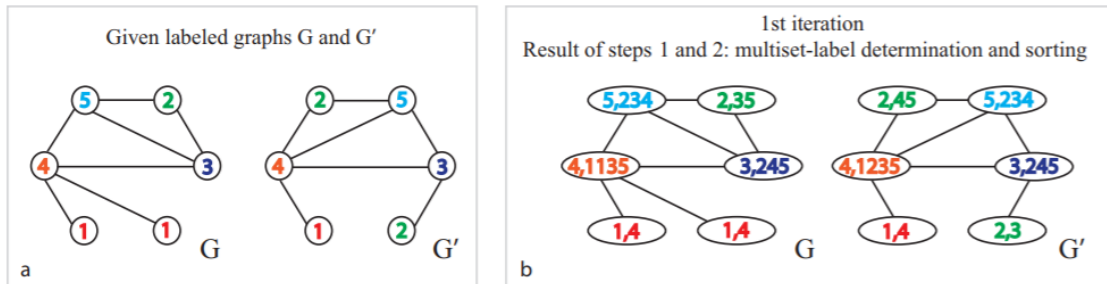 Given labeled graphs G and G′
5 2 2 5
4 3 4 3
1 1 1 2
G G′
a
1st iteration
Result of steps 1 and 2: multiset-label determination and sorting
5,234 2,35 2,45 5,234
4,1135 3,245 4,1235 3,245
1,4 1,4 1,4 2,3
G G′
b